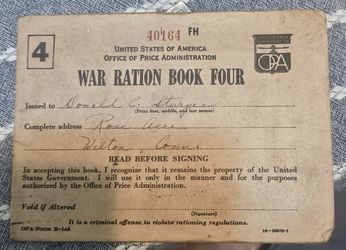 40164 FH
4
UNITED STATES OF AMERICA
OFFICE OF PRICE ADMINISTRATION
OPA
WAR RATION BOOK FOUR
Issued to Donald C. Sturges
(Print first, middle, and last names)
Complete address Rose Acre
Wilton, Conn.
READ BEFORE SIGNING
In accepting this book, I recognize that it remains the property of the United
States Government. I will use it only in the manner and for the purposes
authorized by the Office of Price Administration.
Void if Altered
(Signature)
It is a criminal offense to violate rationing regulations.
OPA Form R-145